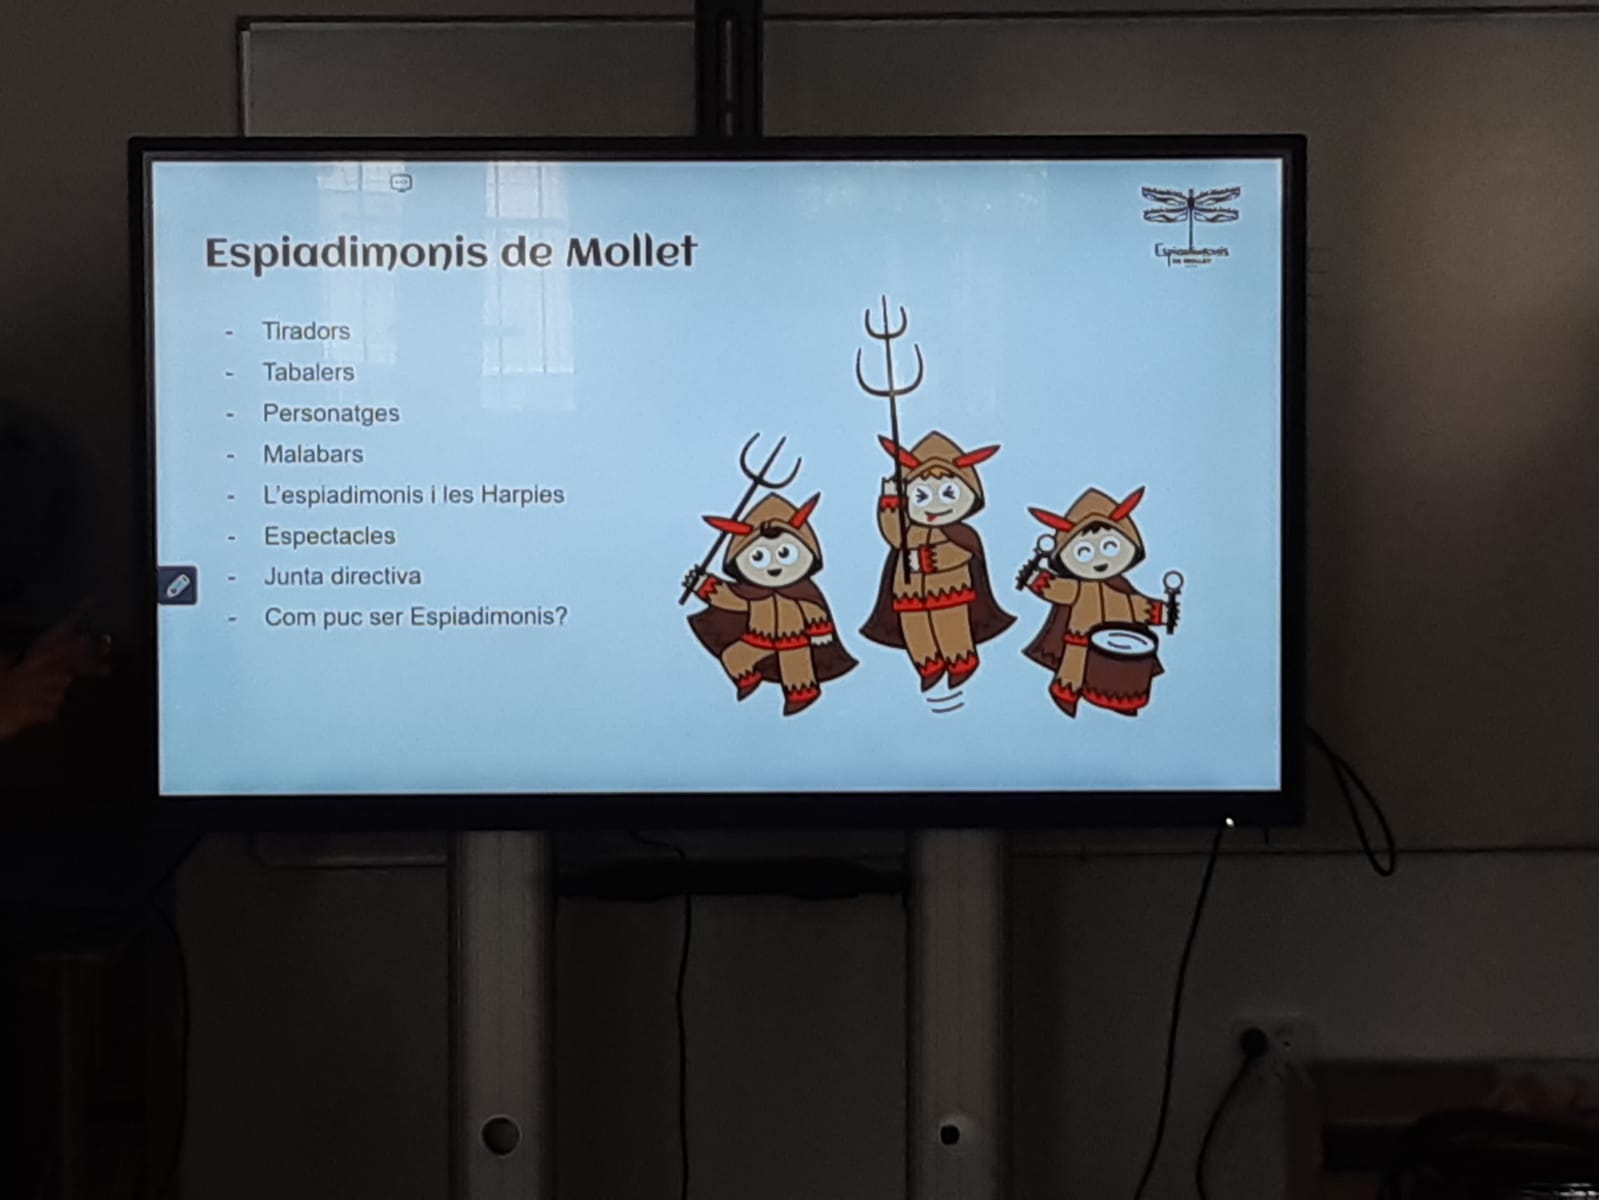 Espiadimonis de Mollet
- Tiradors
- Tabalers
- Personatges
- Malabars
- L'espiadimonis i les Harpies
- Espectacles
- Junta directiva
- Com puc ser Espiadimonis?
Espiadimonis
DE MOLLET